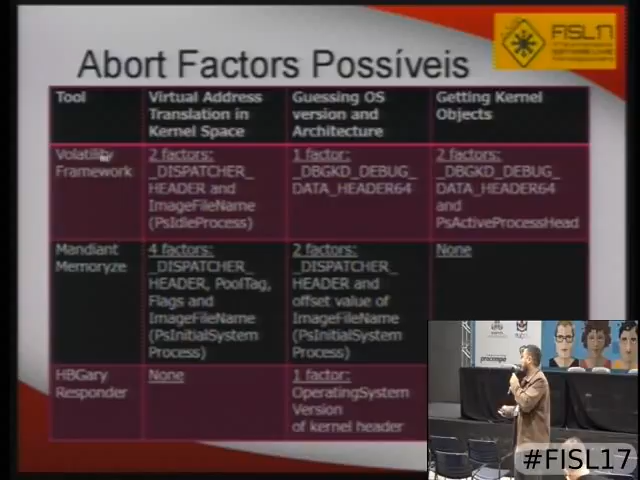 FISL17
Abort Factors Possíveis
Tool
Virtual Address
Translation in
Kernel Space
Guessing OS
version and
Architecture
Getting Kernel
Objects
Volatility
Framework
2 factors:
_DISPATCHER_
HEADER and
ImageFileName
(PsIdleProcess)
1 factor:
_DBGKD_DEBUG_
DATA_HEADER64
2 factors:
_DBGKD_DEBUG_
DATA_HEADER64
and
PsActiveProcessHead
Mandiant
Memoryze
4 factors:
_DISPATCHER_
HEADER, PoolTag,
Flags and
ImageFileName
(PsInitialSystem
Process)
2 factors:
_DISPATCHER_
HEADER and
offset value of
ImageFileName
(PsInitialSystem
Process)
None
HBGary
Responder
None
1 factor:
OperatingSystem
Version
of kernel header
procempa
#FISL17